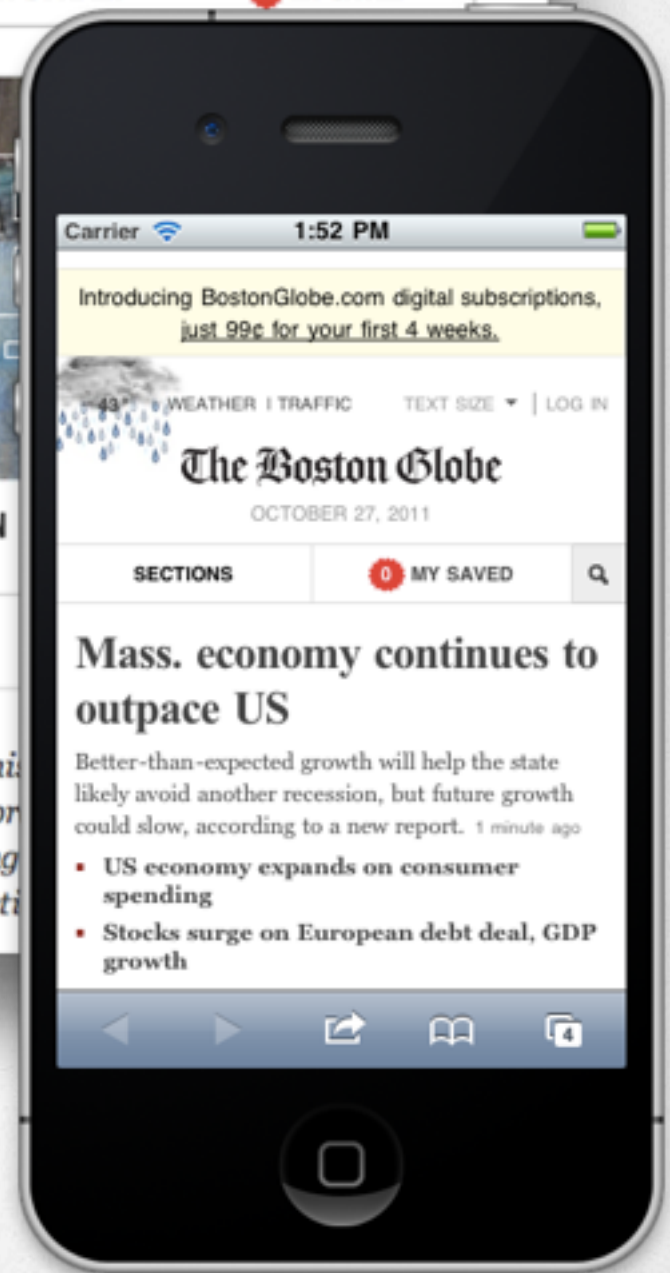 Carrier 1:52 PM
Introducing BostonGlobe.com digital subscriptions,
just 99¢ for your first 4 weeks.
43° WEATHER | TRAFFIC TEXT SIZE ▼ | LOG IN
The Boston Globe
OCTOBER 27, 2011
SECTIONS 0 MY SAVED
Mass. economy continues to
outpace US
Better-than-expected growth will help the state
likely avoid another recession, but future growth
could slow, according to a new report. 1 minute ago
▪ US economy expands on consumer
spending
▪ Stocks surge on European debt deal, GDP
growth
4